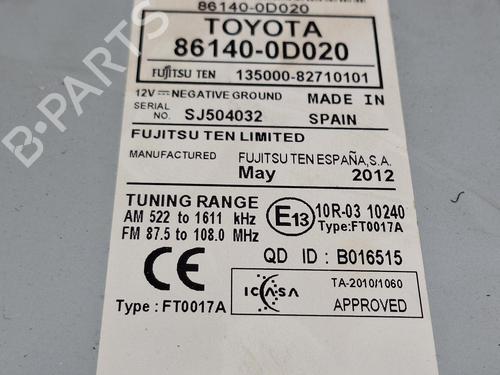 86140-0D020
TOYOTA
86140-0D020
FUJITSU TEN 135000-82710101
12V NEGATIVE GROUND MADE IN
SERIAL NO. SJ504032 SPAIN
FUJITSU TEN LIMITED
MANUFACTURED FUJITSU TEN ESPAÑA,S.A.
May 2012
TUNING RANGE
AM 522 to 1611 kHz
FM 87.5 to 108.0 MHz
E13 10R-03 10240
Type:FT0017A
QD ID : B016515
CE
Type : FT0017A
ICASA TA-2010/1060
APPROVED
B-PARTS